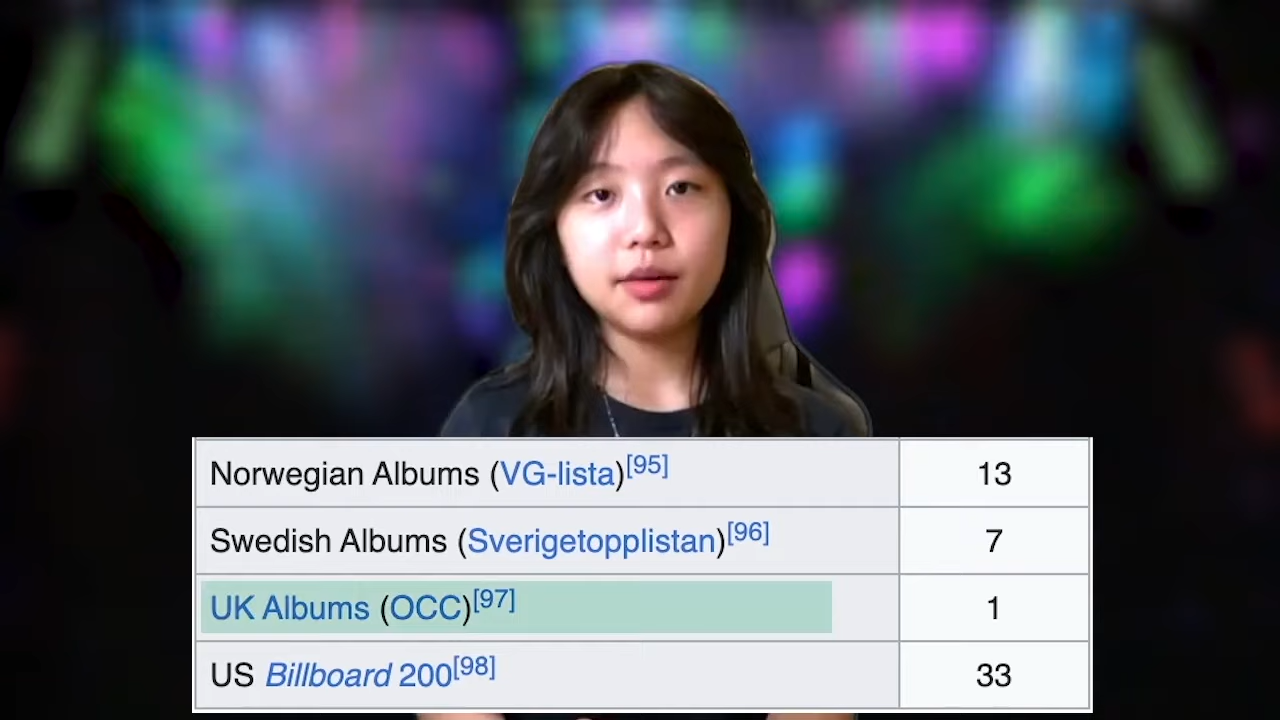 Norwegian Albums (VG-lista)[95] 13
Swedish Albums (Sverigetopplistan)[96] 7
UK Albums (OCC)[97] 1
US Billboard 200[98] 33